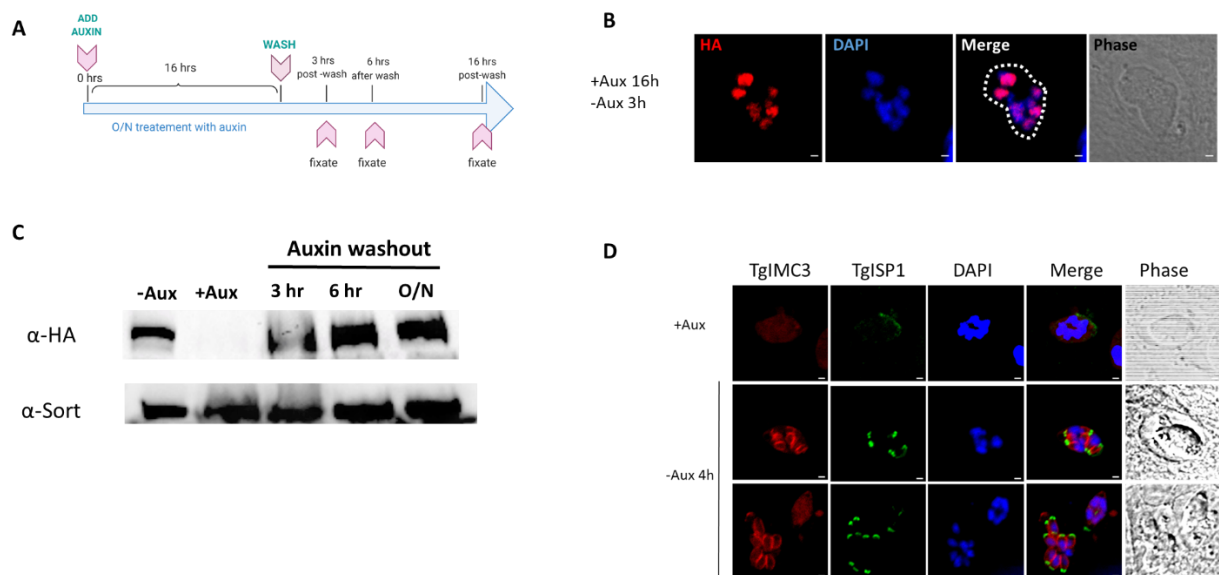 A
ADD
AUXIN
0 hrs
16 hrs
WASH
3 hrs
post -wash
6 hrs
after wash
16 hrs
post-wash
O/N treatement with auxin
fixate
fixate
fixate
B
HA
DAPI
Merge
Phase
+Aux 16h
-Aux 3h
C
Auxin washout
-Aux
+Aux
3 hr
6 hr
O/N
α-HA
α-Sort
D
TgIMC3
TgISP1
DAPI
Merge
Phase
+Aux
-Aux 4h